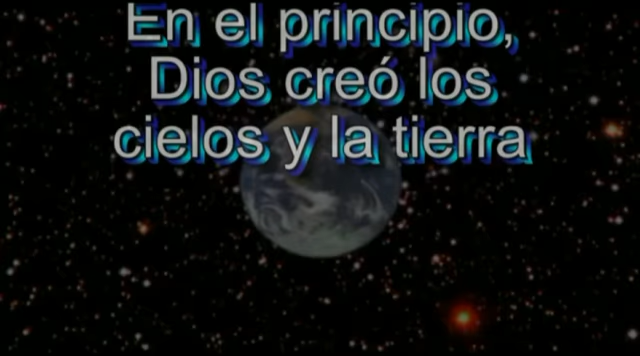 En el principio,
Dios creó los
cielos y la tierra